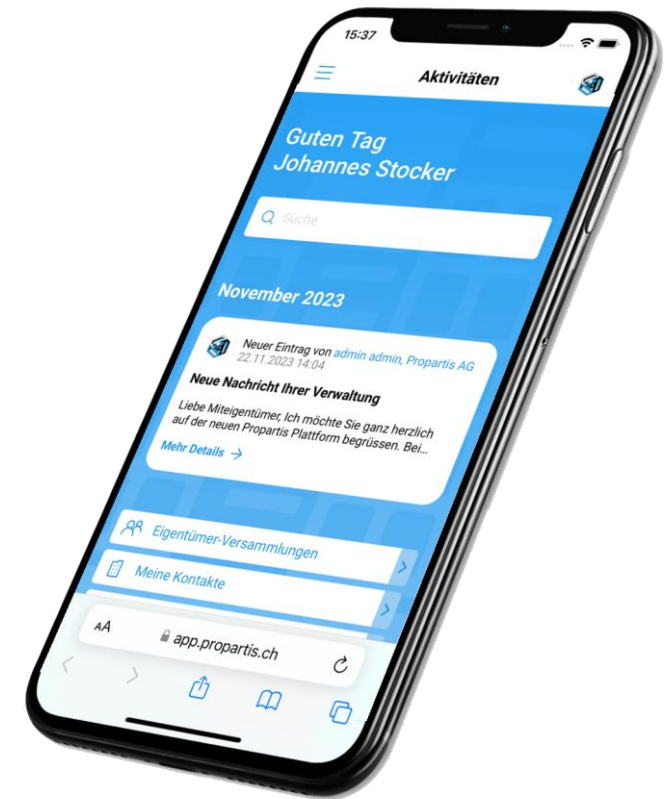 15:37
Aktivitäten
Guten Tag
Johannes Stocker
Suche
November 2023
Neuer Eintrag von admin admin, Propartis AG
22.11.2023 14:04
Neue Nachricht Ihrer Verwaltung
Liebe Miteigentümer, Ich möchte Sie ganz herzlich
auf der neuen Propartis Plattform begrüssen. Bei...
Mehr Details →
Eigentümer-Versammlungen
Meine Kontakte
AA app.propartis.ch